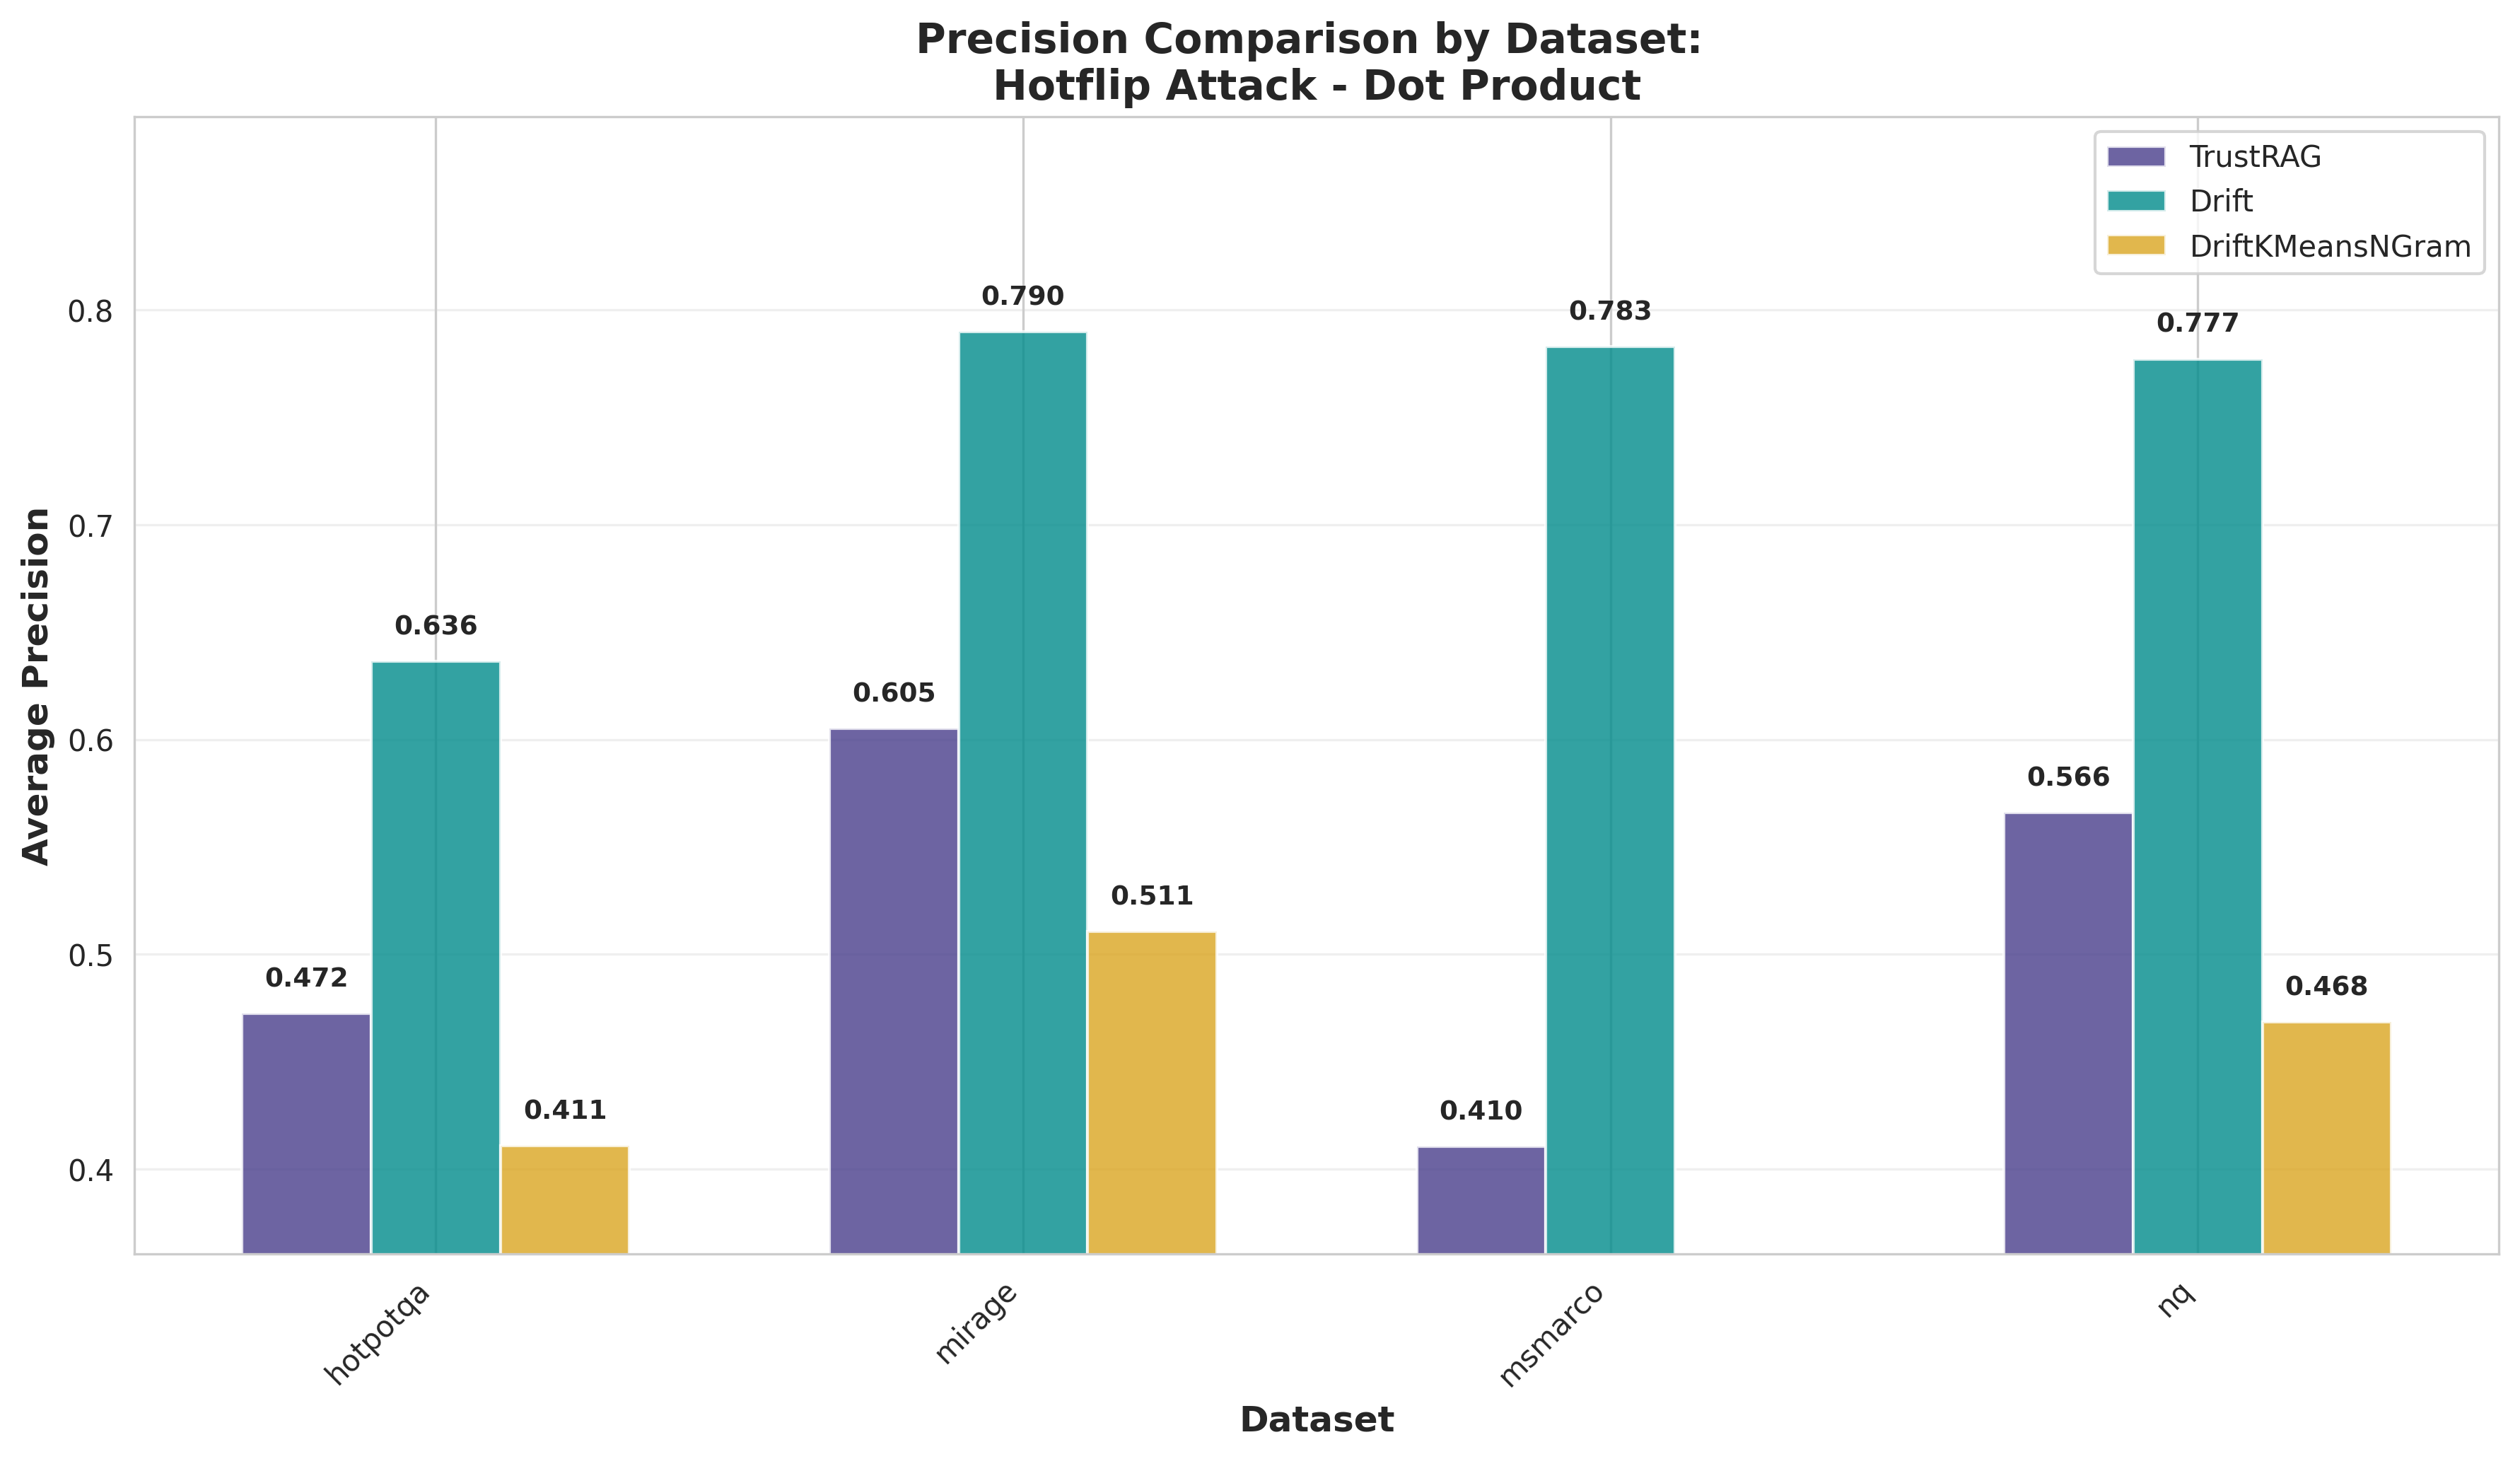 Precision Comparison by Dataset:
Hotflip Attack - Dot Product
TrustRAG
Drift
DriftKMeansNGram
Average Precision
0.8
0.7
0.6
0.5
0.4
0.472
0.636
0.411
0.605
0.790
0.511
0.410
0.783
0.566
0.777
0.468
hotpotqa
mirage
msmarco
nq
Dataset